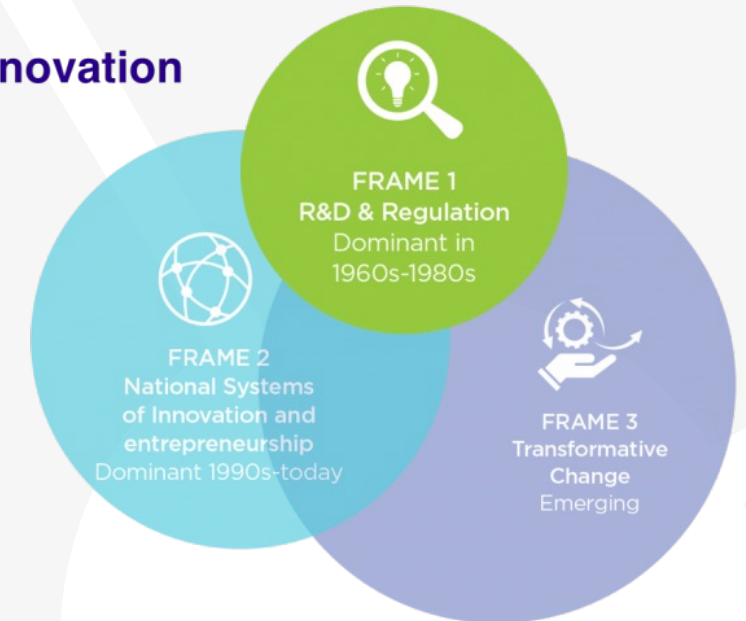 novation
FRAME 1
R&D & Regulation
Dominant in
1960s-1980s
FRAME 2
National Systems
of Innovation and
entrepreneurship
Dominant 1990s-today
FRAME 3
Transformative
Change
Emerging